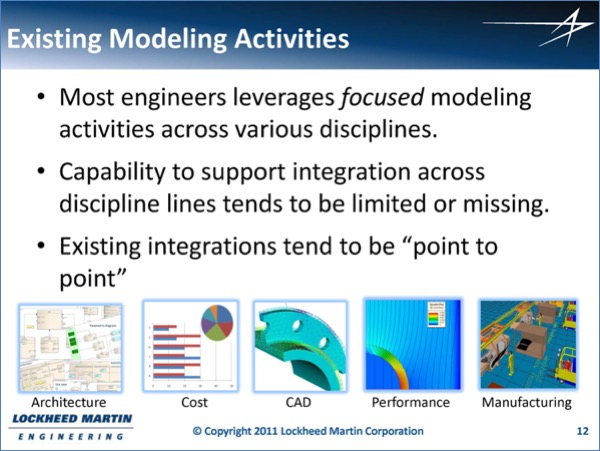 Existing Modeling Activities
• Most engineers leverages focused modeling
activities across various disciplines.
• Capability to support integration across
discipline lines tends to be limited or missing.
• Existing integrations tend to be “point to
point”
Architecture Cost CAD Performance Manufacturing
LOCKHEED MARTIN
ENGINEERING
© Copyright 2011 Lockheed Martin Corporation 12